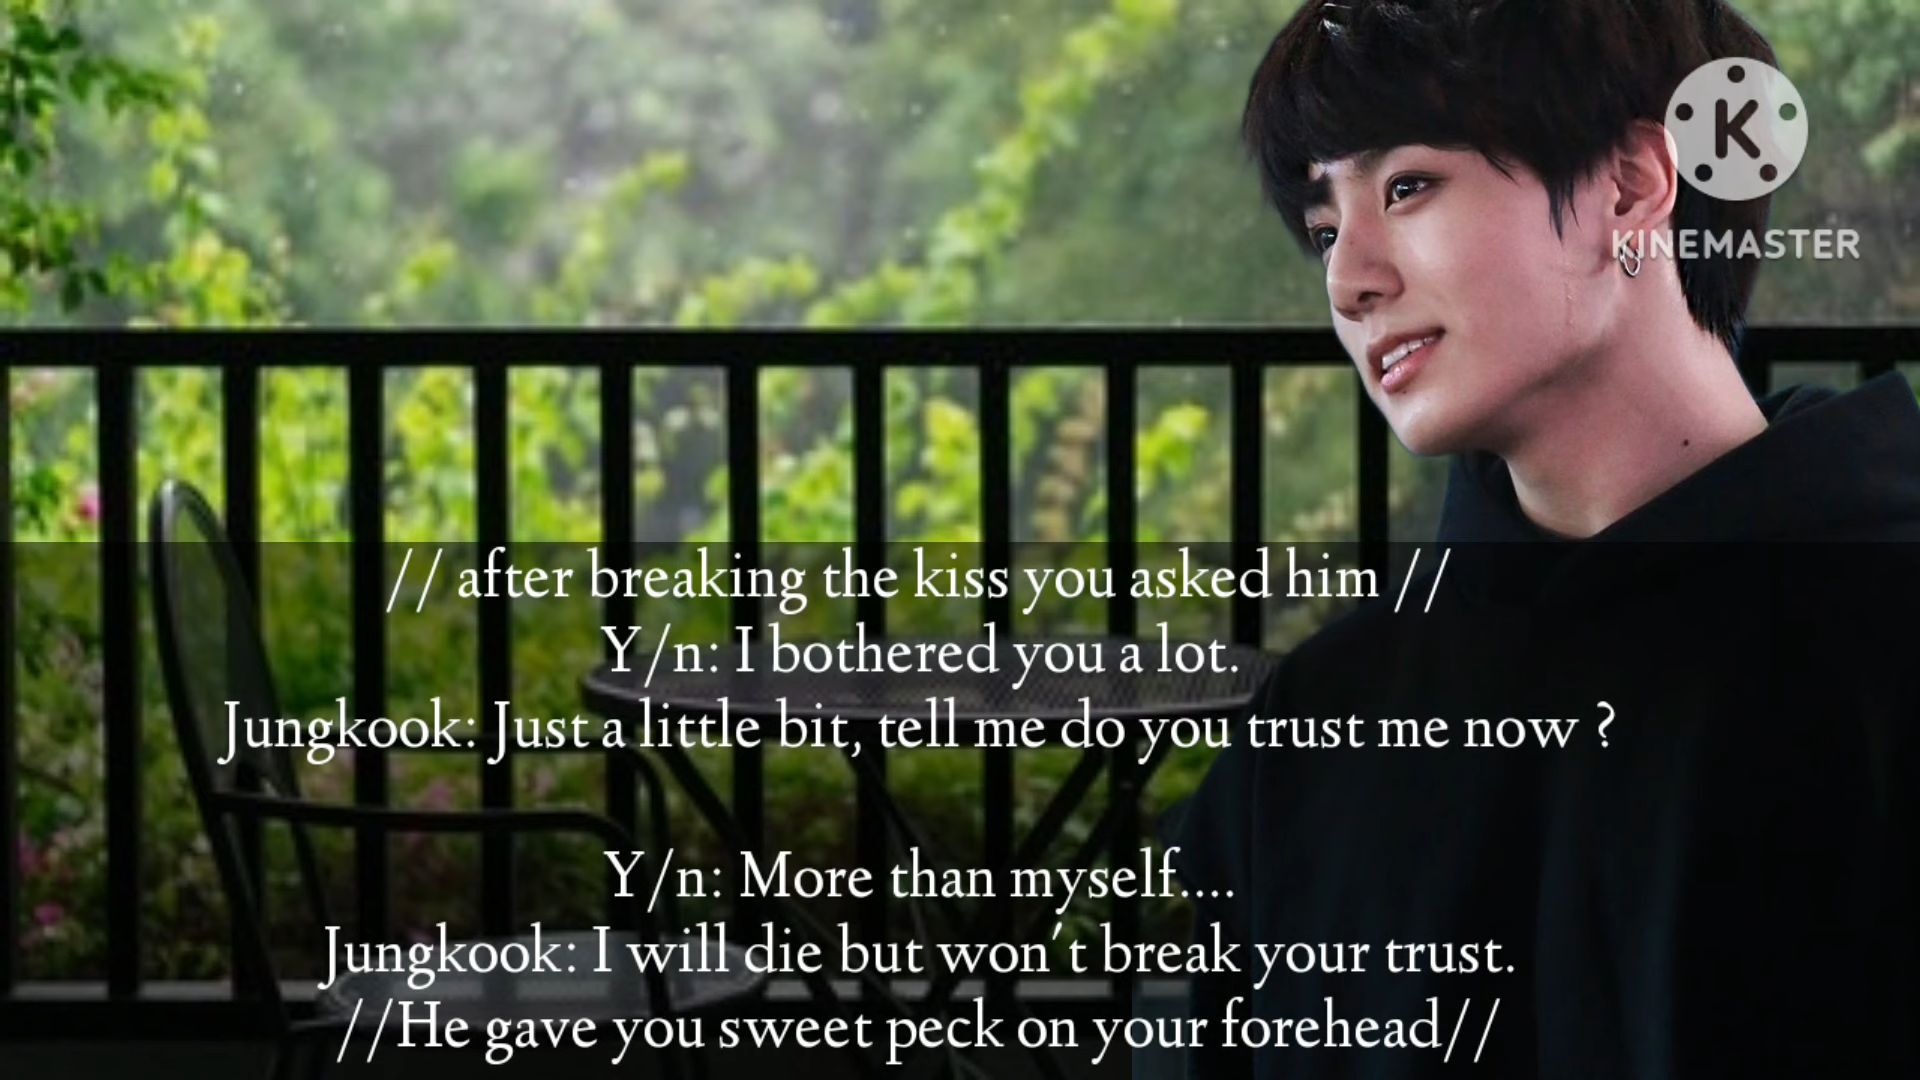 K
KINEMASTER
// after breaking the kiss you asked him //
Y/n: I bothered you a lot.
Jungkook: Just a little bit, tell me do you trust me now ?
Y/n: More than myself....
Jungkook: I will die but won't break your trust.
//He gave you sweet peck on your forehead//